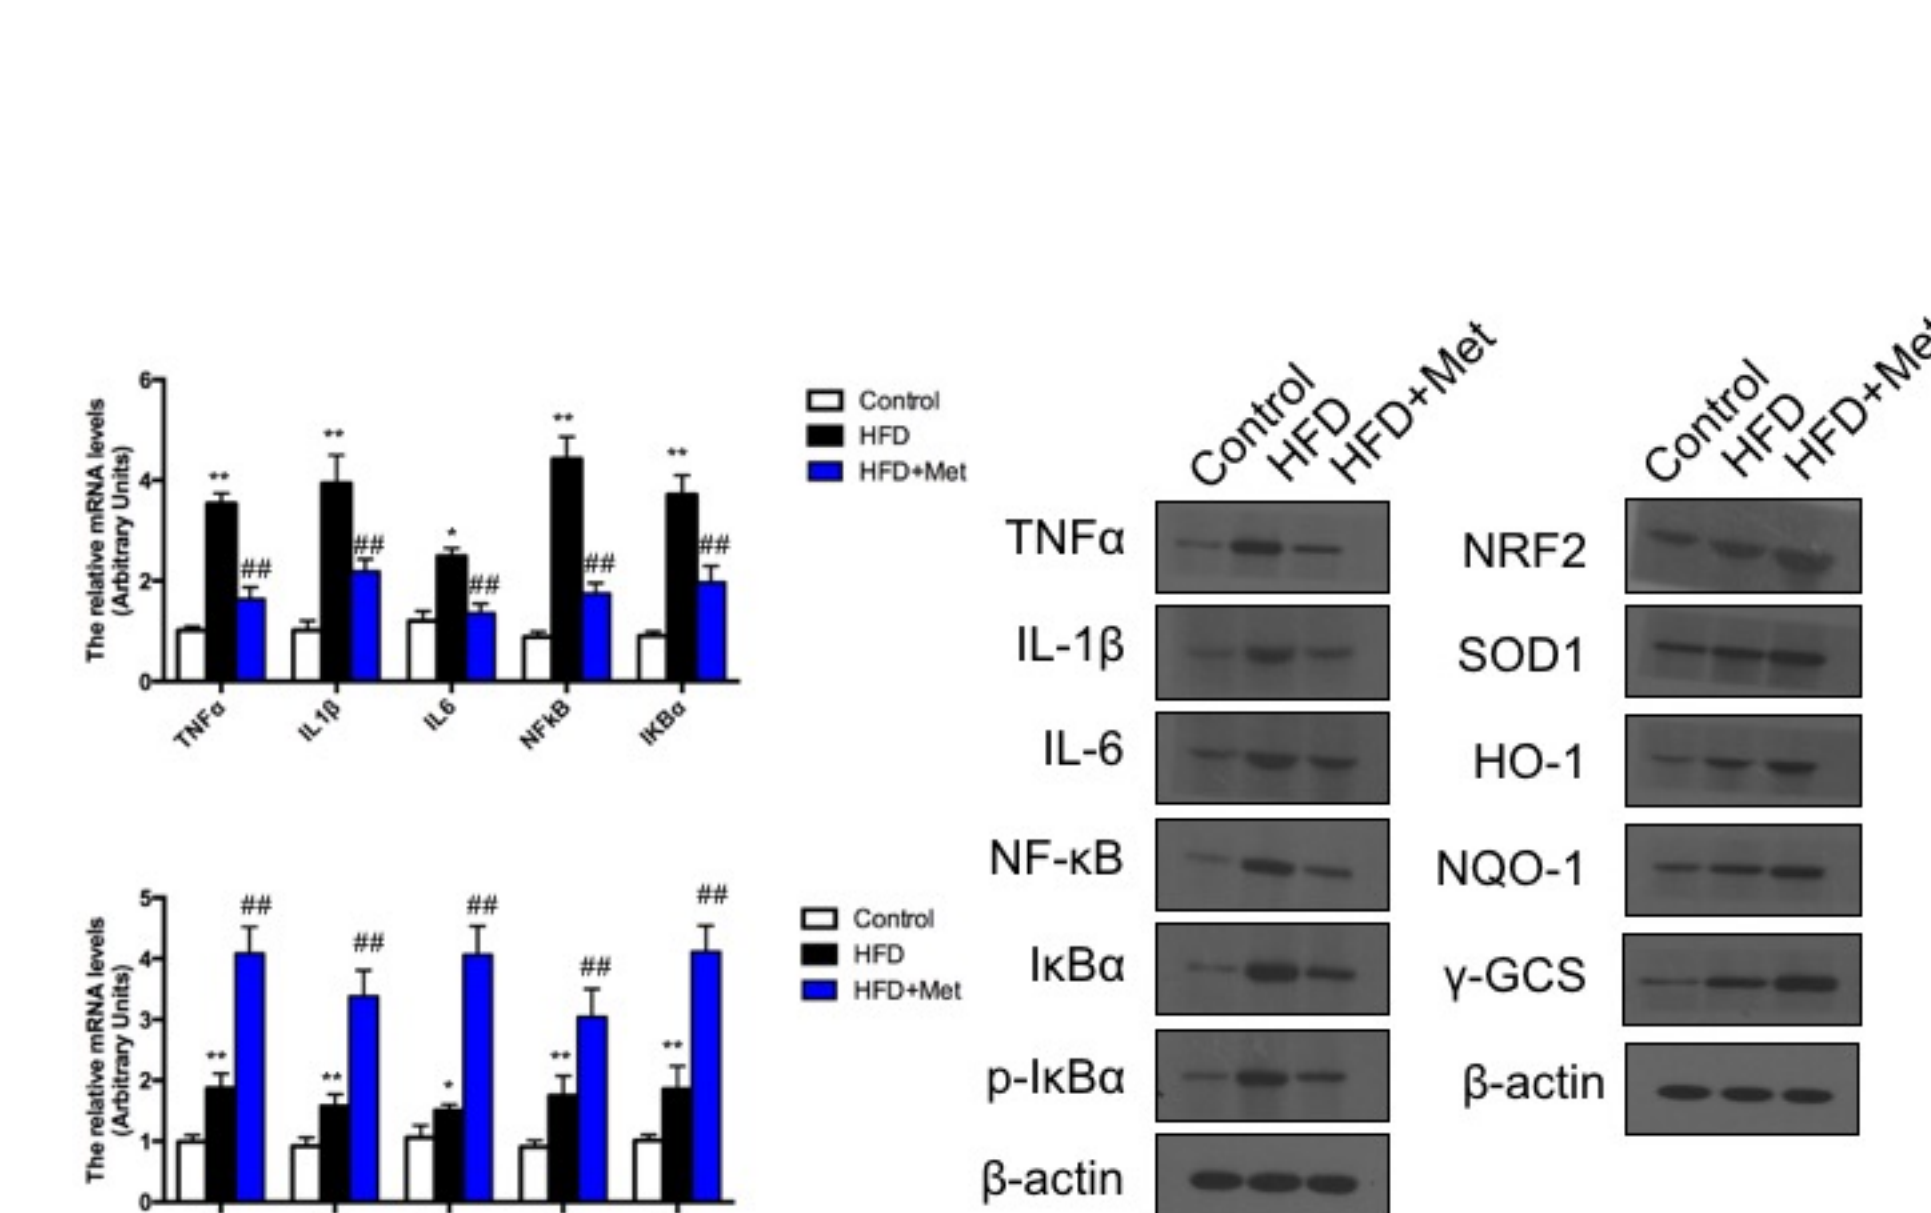 The relative mRNA levels
(Arbitrary Units)
6
4
2
0
**
##
**
##
*
##
**
##
**
##
TNFα
IL1β
IL6
NFkB
IKBα
Control
HFD
HFD+Met
The relative mRNA levels
(Arbitrary Units)
5
4
3
2
1
0
**
##
**
##
*
##
**
##
**
##
Control
HFD
HFD+Met
Control
HFD
HFD+Met
TNFα
IL-1β
IL-6
NF-κB
IκBα
p-IκBα
β-actin
Control
HFD
HFD+Met
NRF2
SOD1
HO-1
NQO-1
γ-GCS
β-actin